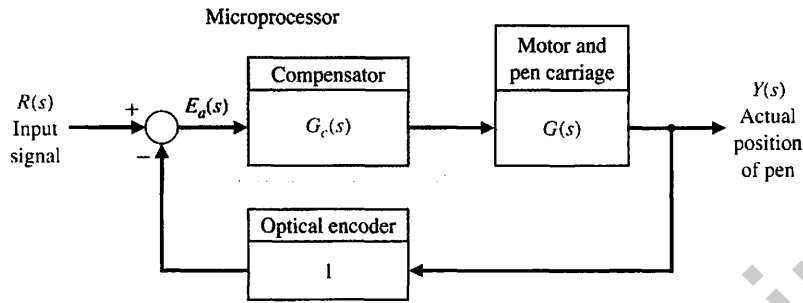 Microprocessor
Motor and
pen carriage
Compensator
R(s)
Input
signal
+
−
E_a(s)
G_c(s)
G(s)
Y(s)
Actual
position
of pen
Optical encoder
1